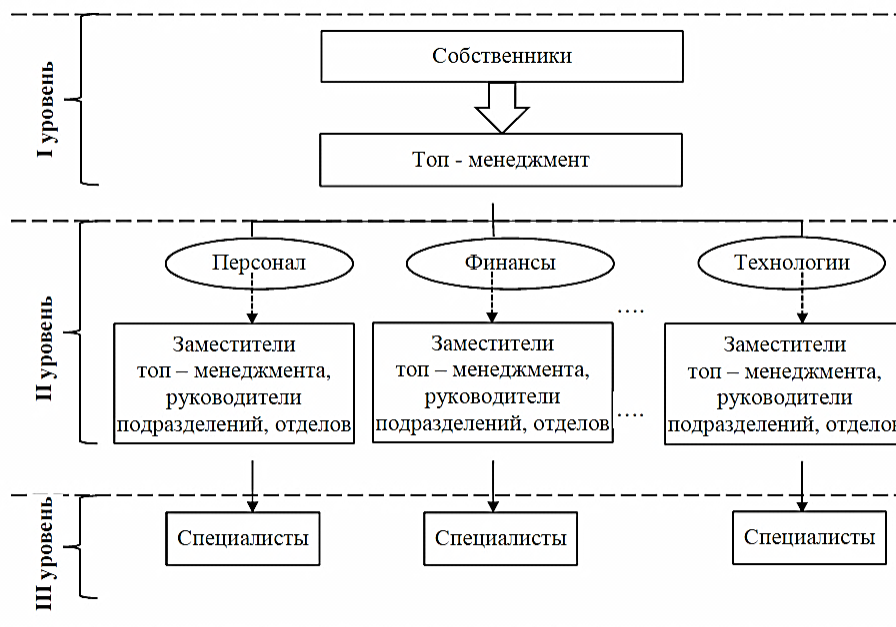 I уровень
Собственники
Топ - менеджмент
II уровень
Персонал
Финансы
Технологии
....
Заместители
топ – менеджмента,
руководители
подразделений, отделов
Заместители
топ – менеджмента,
руководители
подразделений, отделов
....
Заместители
топ – менеджмента,
руководители
подразделений, отделов
III уровень
Специалисты
Специалисты
Специалисты